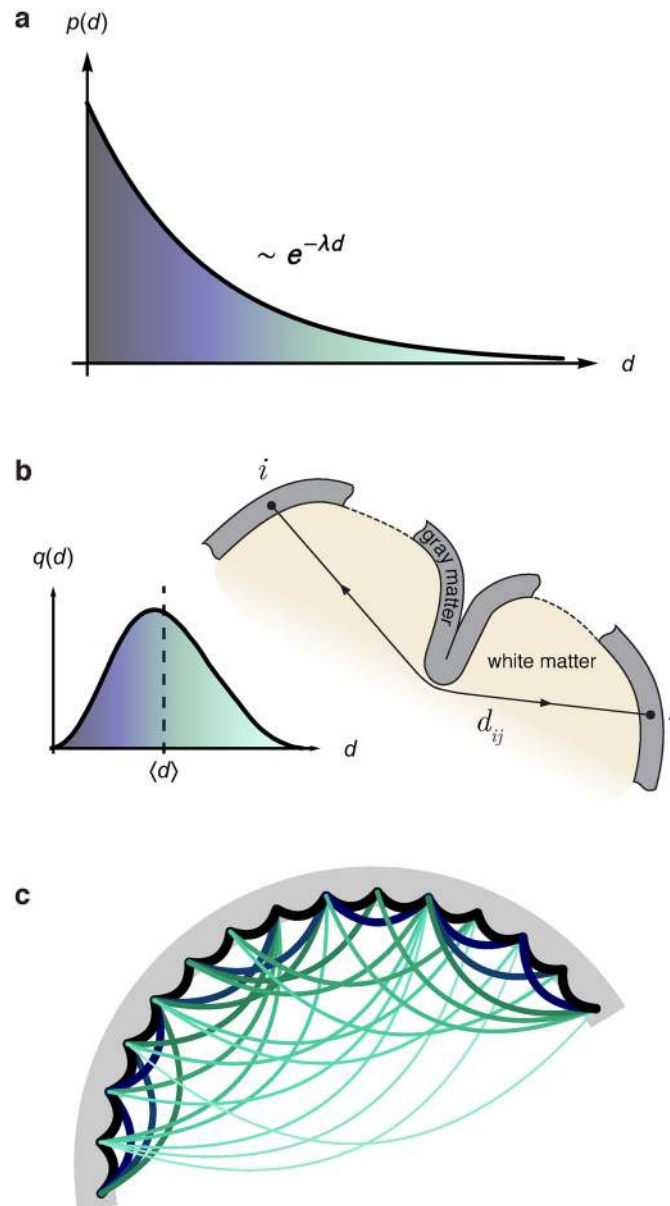 a
p(d)
~ e^{-λd}
d
b
i
q(d)
gray matter
white matter
d_{ij}
d
⟨d⟩
c